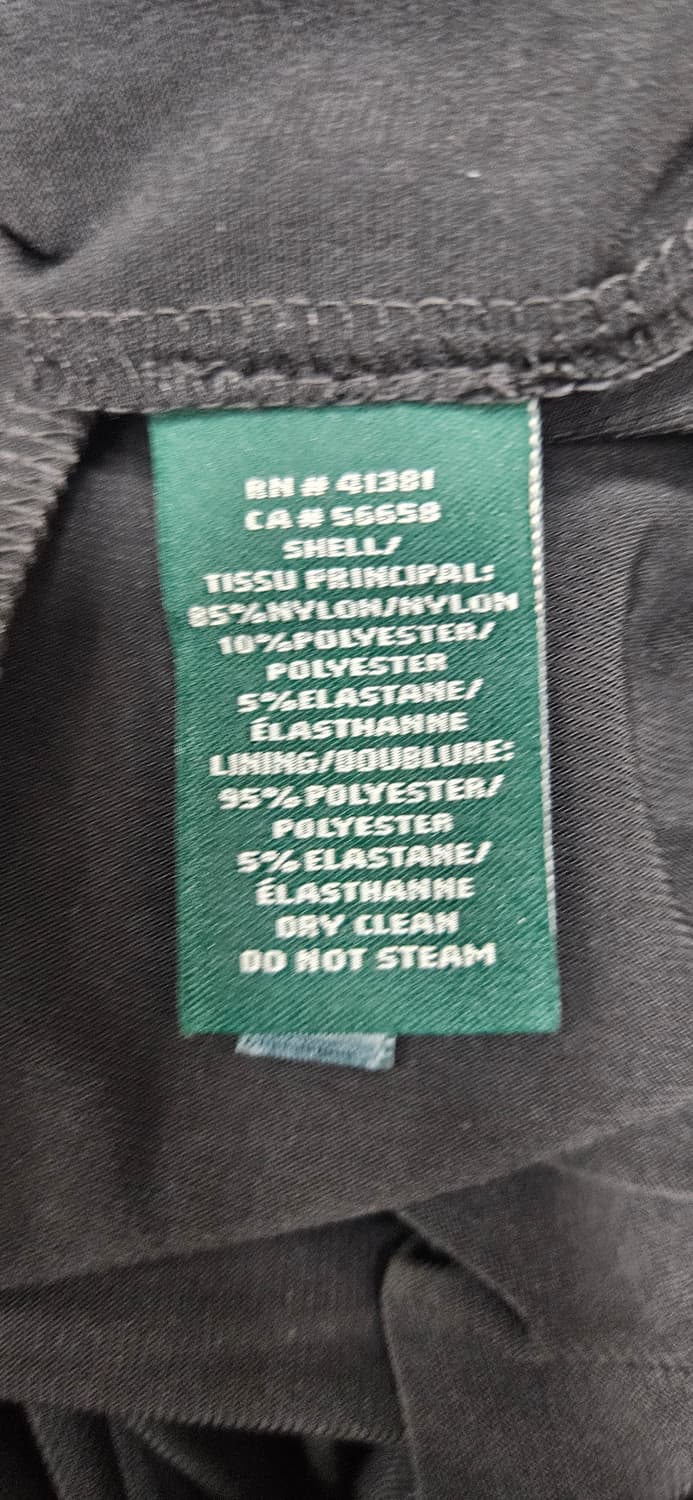 RN # 41381
CA # 56658
SHELL/
TISSU PRINCIPAL:
85%NYLON/NYLON
10%POLYESTER/
POLYESTER
5%ELASTANE/
ÉLASTHANNE
LINING/DOUBLURE:
95%POLYESTER/
POLYESTER
5%ELASTANE/
ÉLASTHANNE
DRY CLEAN
DO NOT STEAM